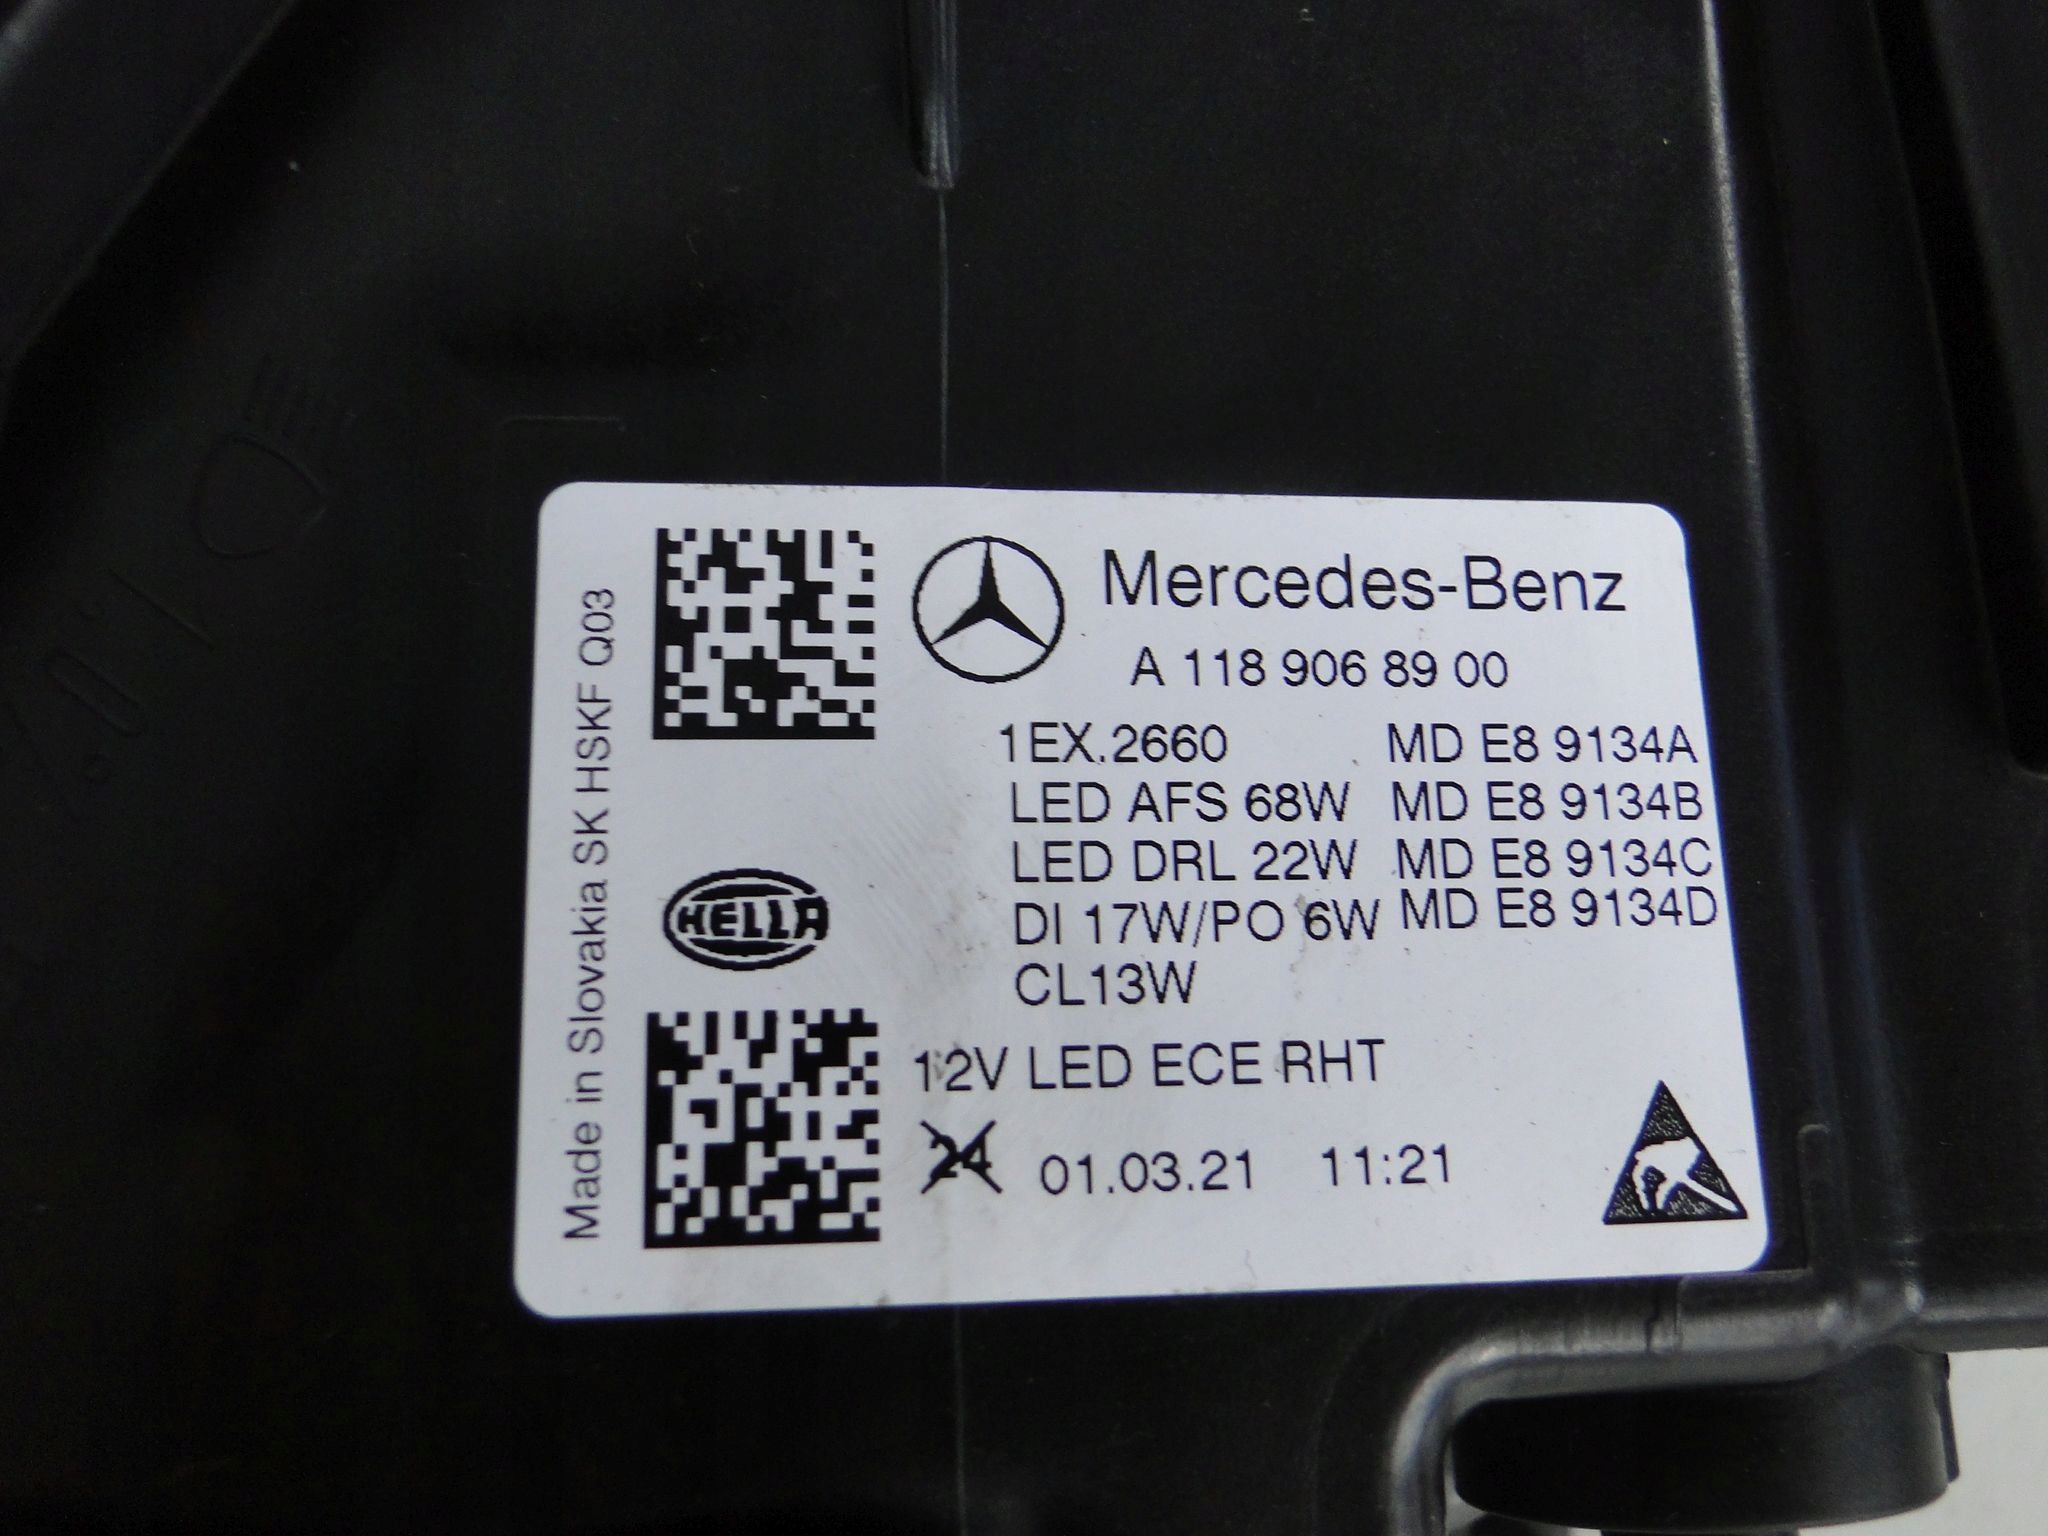 Mercedes-Benz
A 118 906 89 00
1EX.2660 MD E8 9134A
LED AFS 68W MD E8 9134B
LED DRL 22W MD E8 9134C
DI 17W/PO 6W MD E8 9134D
CL13W
12V LED ECE RHT
24 01.03.21 11:21
HELLA
Made in Slovakia SK HSKF Q03